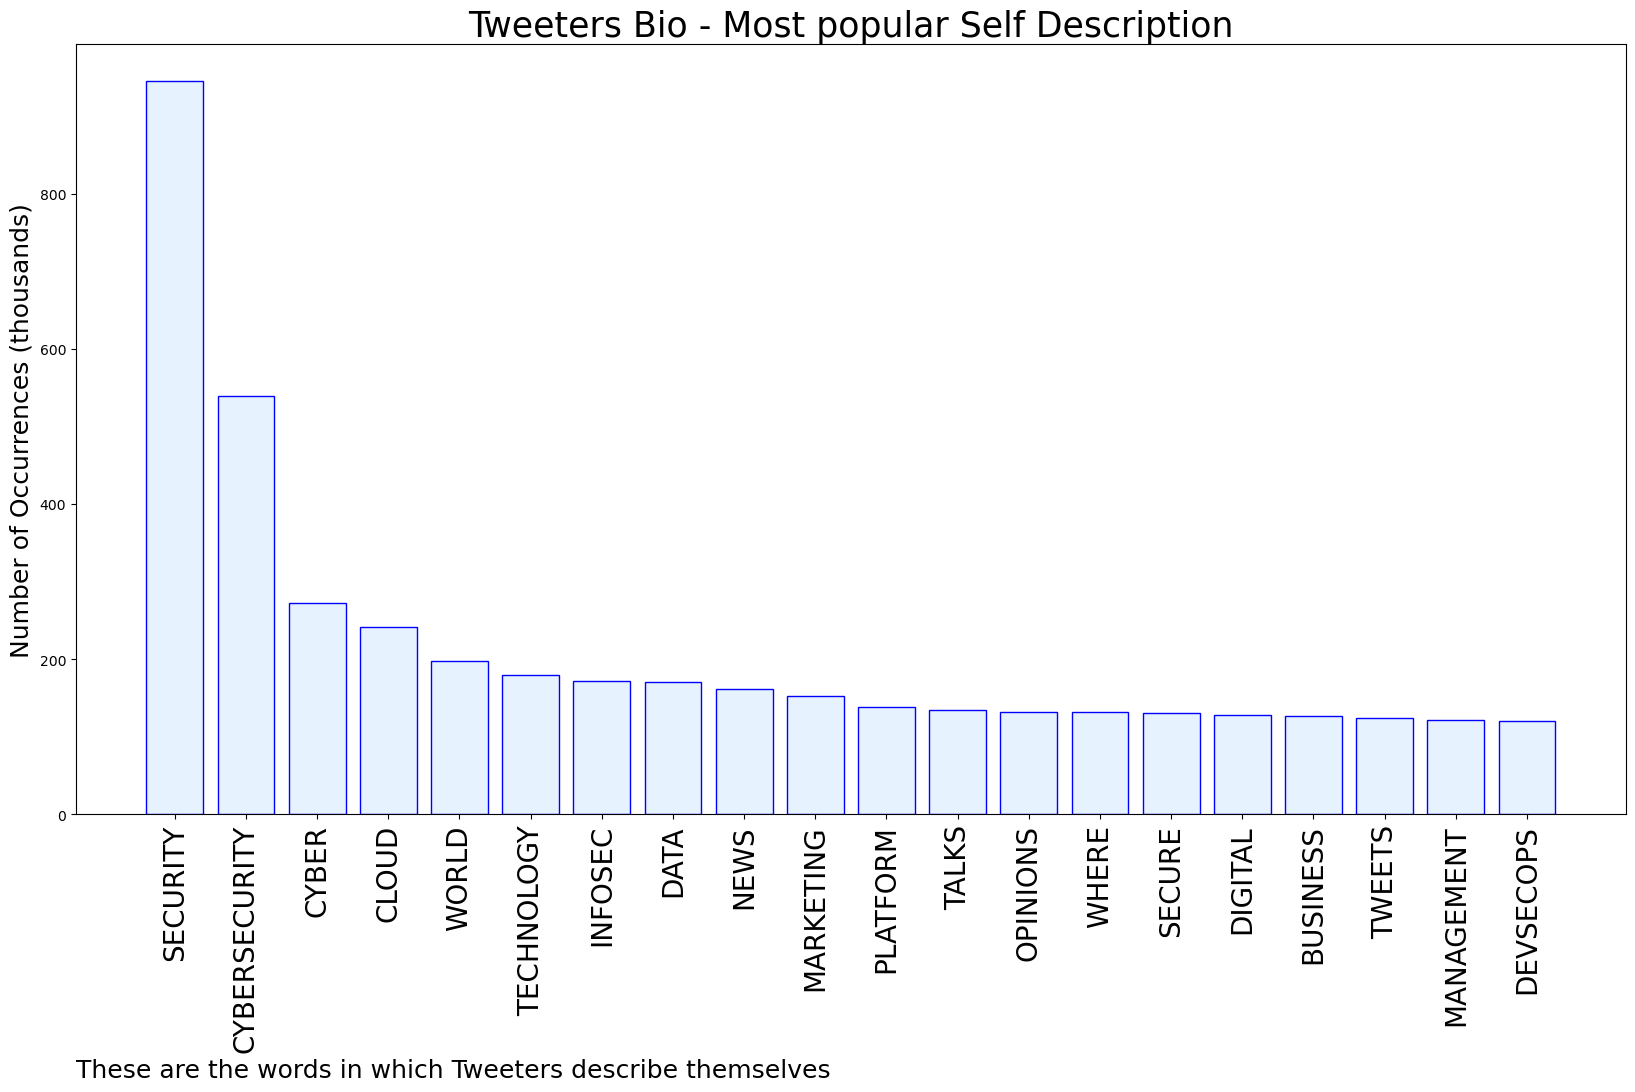 Tweeters Bio - Most popular Self Description
Number of Occurrences (thousands)
800
600
400
200
0
SECURITY
CYBERSECURITY
CYBER
CLOUD
WORLD
TECHNOLOGY
INFOSEC
DATA
NEWS
MARKETING
PLATFORM
TALKS
OPINIONS
WHERE
SECURE
DIGITAL
BUSINESS
TWEETS
MANAGEMENT
DEVSECOPS
These are the words in which Tweeters describe themselves